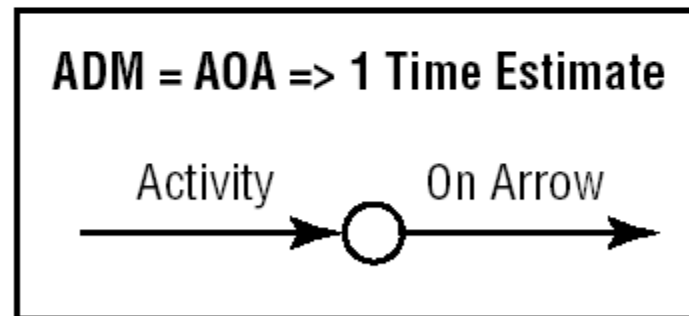 ADM = AOA => 1 Time Estimate
Activity On Arrow